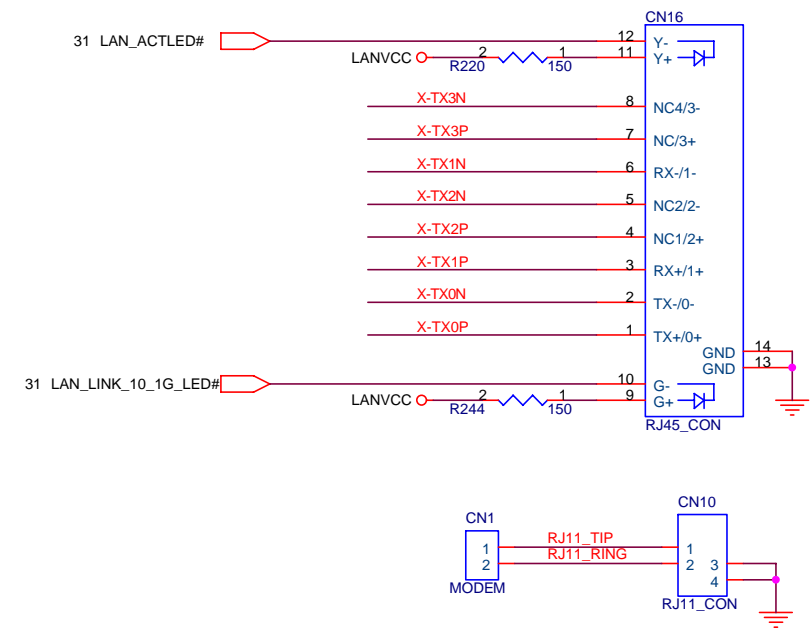 CN16
31 LAN_ACTLED#
12 Y-
LANVCC 2 1 11 Y+
R220 150
X-TX3N 8 NC4/3-
X-TX3P 7 NC/3+
X-TX1N 6 RX-/1-
X-TX2N 5 NC2/2-
X-TX2P 4 NC1/2+
X-TX1P 3 RX+/1+
X-TX0N 2 TX-/0-
X-TX0P 1 TX+/0+
GND 14
GND 13
31 LAN_LINK_10_1G_LED# 10 G-
LANVCC 2 1 9 G+
R244 150
RJ45_CON
CN10
CN1
1 RJ11_TIP 1
2 RJ11_RING 2 3
4
MODEM
RJ11_CON